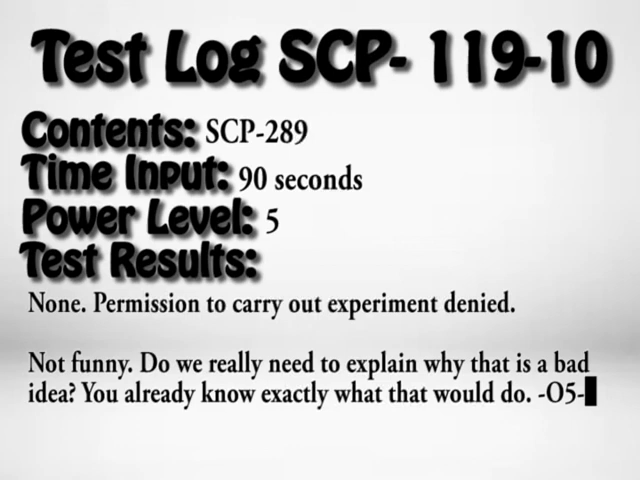 Test Log SCP- 119-10
Contents: SCP-289
Time Input: 90 seconds
Power Level: 5
Test Results:
None. Permission to carry out experiment denied.
Not funny. Do we really need to explain why that is a bad
idea? You already know exactly what that would do. -O5-█